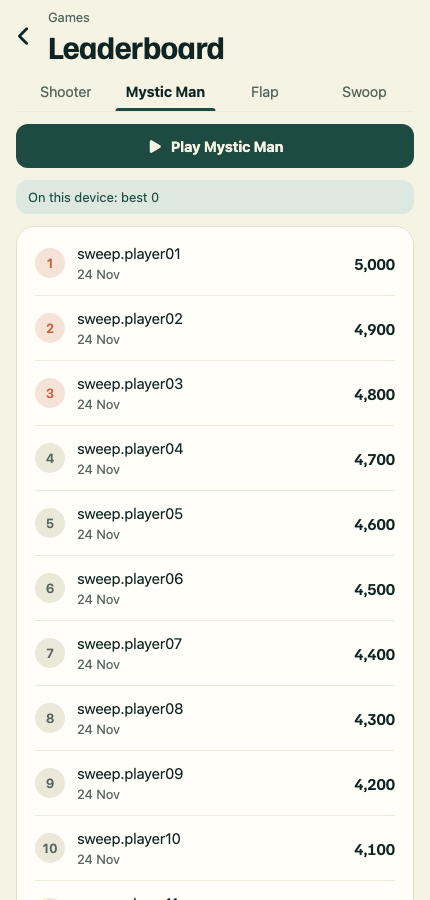 Games
Leaderboard
Shooter
Mystic Man
Flap
Swoop
Play Mystic Man
On this device: best 0
1
sweep.player01
24 Nov
5,000
2
sweep.player02
24 Nov
4,900
3
sweep.player03
24 Nov
4,800
4
sweep.player04
24 Nov
4,700
5
sweep.player05
24 Nov
4,600
6
sweep.player06
24 Nov
4,500
7
sweep.player07
24 Nov
4,400
8
sweep.player08
24 Nov
4,300
9
sweep.player09
24 Nov
4,200
10
sweep.player10
24 Nov
4,100